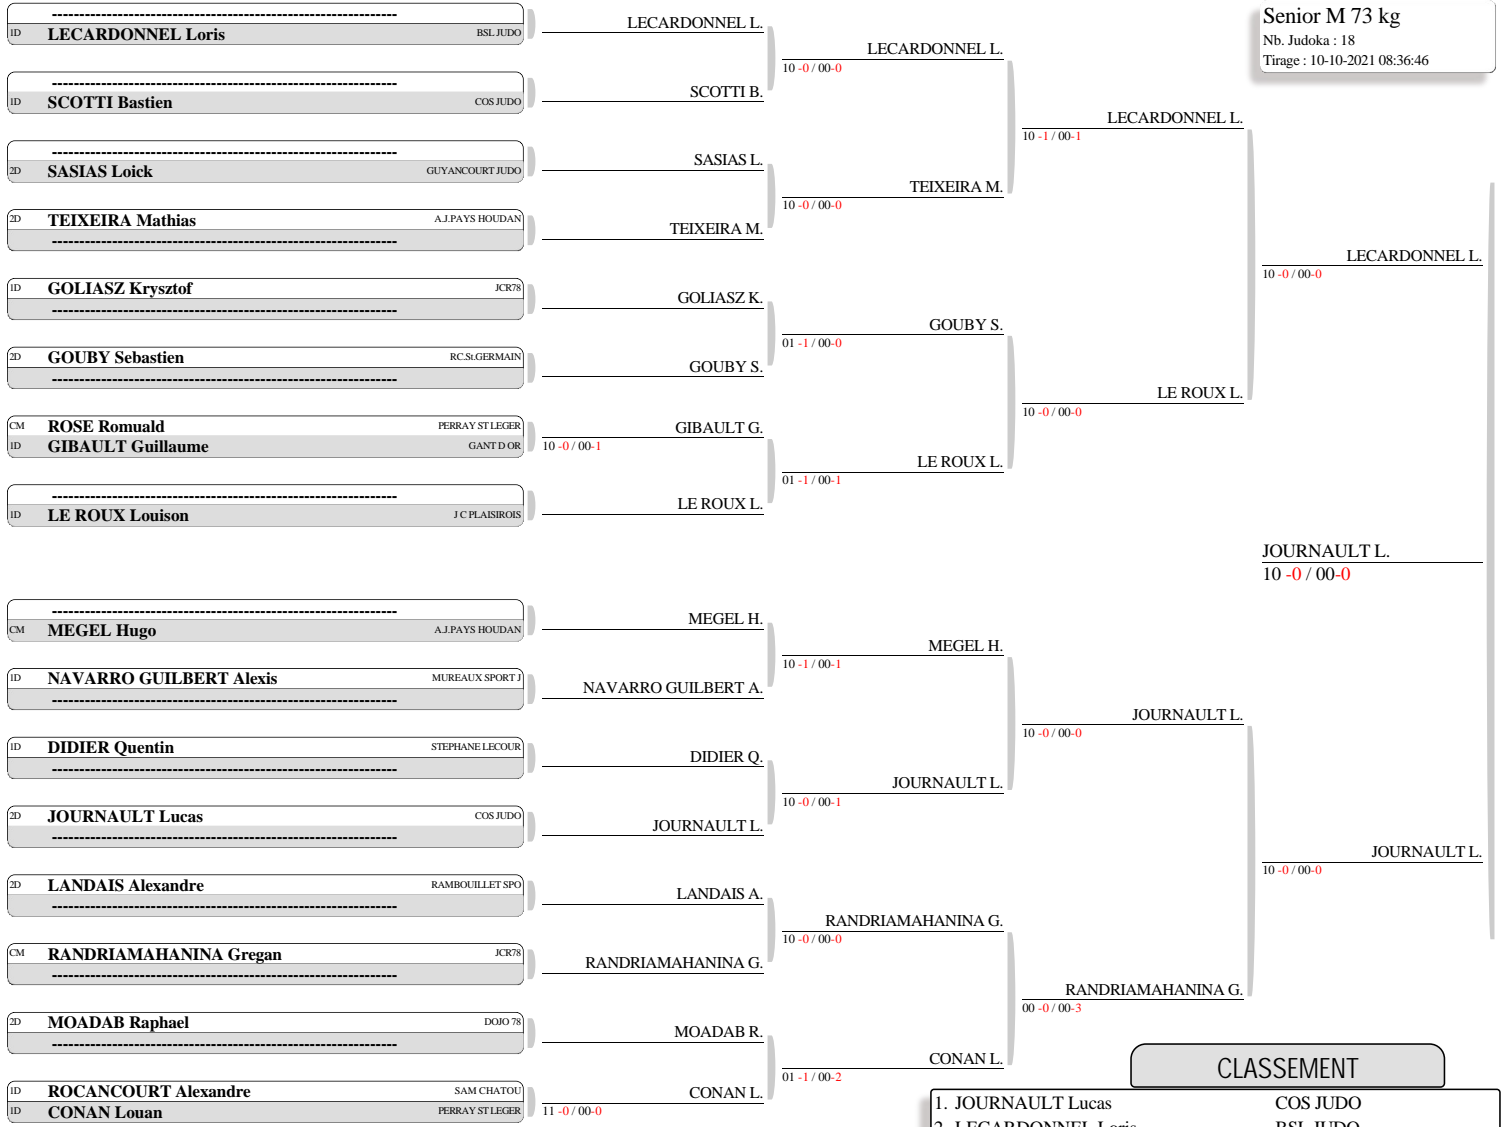 Senior M 73 kg
Nb. Judoka : 18
Tirage : 10-10-2021 08:36:46
----------------------------------------------------------------
1D LECARDONNEL Loris BSL JUDO
----------------------------------------------------------------
1D SCOTTI Bastien COS JUDO
----------------------------------------------------------------
2D SASIAS Loick GUYANCOURT JUDO
2D TEIXEIRA Mathias A.J.PAYS HOUDAN
----------------------------------------------------------------
1D GOLIASZ Krysztof JCR78
----------------------------------------------------------------
2D GOUBY Sebastien RC.St.GERMAIN
----------------------------------------------------------------
CM ROSE Romuald PERRAY ST LEGER
1D GIBAULT Guillaume GANT D OR
----------------------------------------------------------------
1D LE ROUX Louison J C PLAISIROIS
----------------------------------------------------------------
CM MEGEL Hugo A.J.PAYS HOUDAN
1D NAVARRO GUILBERT Alexis MUREAUX SPORT J
----------------------------------------------------------------
1D DIDIER Quentin STEPHANE LECOUR
----------------------------------------------------------------
2D JOURNAULT Lucas COS JUDO
----------------------------------------------------------------
2D LANDAIS Alexandre RAMBOUILLET SPO
----------------------------------------------------------------
CM RANDRIAMAHANINA Gregan JCR78
----------------------------------------------------------------
2D MOADAB Raphael DOJO 78
----------------------------------------------------------------
1D ROCANCOURT Alexandre SAM CHATOU
1D CONAN Louan PERRAY ST LEGER
LECARDONNEL L.
SCOTTI B.
SASIAS L.
TEIXEIRA M.
GOLIASZ K.
GOUBY S.
GIBAULT G.
10 -0 / 00-1
LE ROUX L.
MEGEL H.
NAVARRO GUILBERT A.
DIDIER Q.
JOURNAULT L.
LANDAIS A.
RANDRIAMAHANINA G.
MOADAB R.
CONAN L.
11 -0 / 00-0
LECARDONNEL L.
10 -0 / 00-0
TEIXEIRA M.
10 -0 / 00-0
GOUBY S.
01 -1 / 00-0
LE ROUX L.
01 -1 / 00-1
MEGEL H.
10 -1 / 00-1
JOURNAULT L.
10 -0 / 00-1
RANDRIAMAHANINA G.
10 -0 / 00-0
CONAN L.
01 -1 / 00-2
LECARDONNEL L.
10 -1 / 00-1
LE ROUX L.
10 -0 / 00-0
JOURNAULT L.
10 -0 / 00-0
RANDRIAMAHANINA G.
00 -0 / 00-3
LECARDONNEL L.
10 -0 / 00-0
JOURNAULT L.
10 -0 / 00-0
JOURNAULT L.
10 -0 / 00-0
CLASSEMENT
1. JOURNAULT Lucas COS JUDO
2. LECARDONNEL Loris BSL JUDO